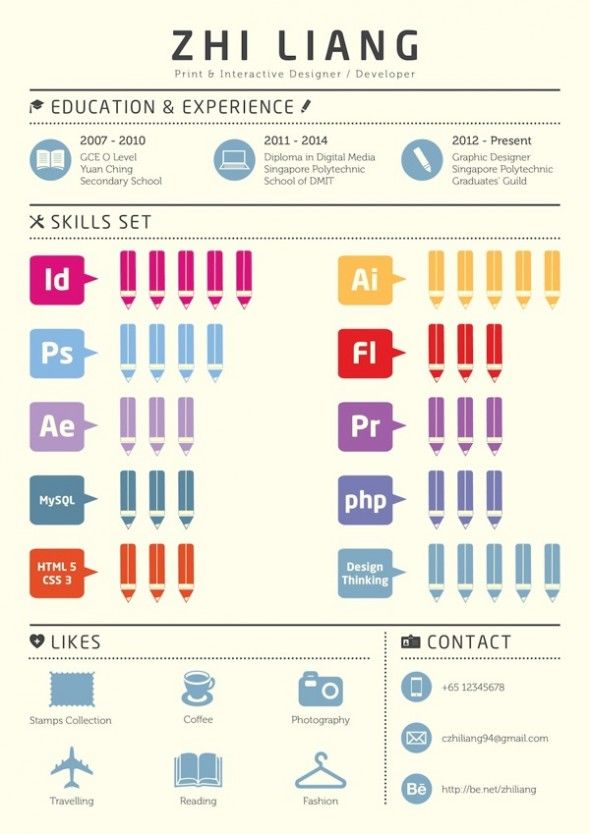 ZHI LIANG
Print & Interactive Designer / Developer
EDUCATION & EXPERIENCE
2007 - 2010
GCE O Level
Yuan Ching
Secondary School
2011 - 2014
Diploma in Digital Media
Singapore Polytechnic
School of DMIT
2012 - Present
Graphic Designer
Singapore Polytechnic
Graduates' Guild
SKILLS SET
Id
Ai
Ps
Fl
Ae
Pr
MySQL
php
HTML 5
CSS 3
Design
Thinking
LIKES
Stamps Collection
Coffee
Photography
Travelling
Reading
Fashion
CONTACT
+65 12345678
czhiliang94@gmail.com
Bē
http://be.net/zhiliang